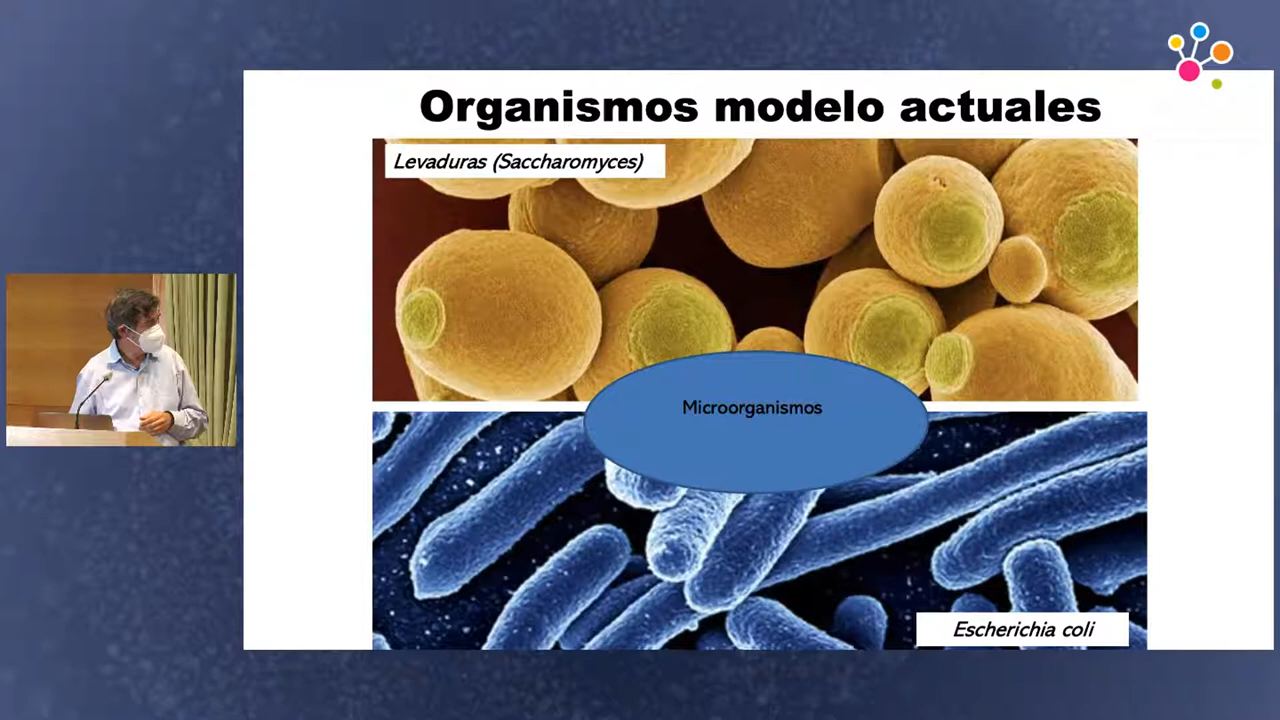 Organismos modelo actuales
Levaduras (Saccharomyces)
Microorganismos
Escherichia coli